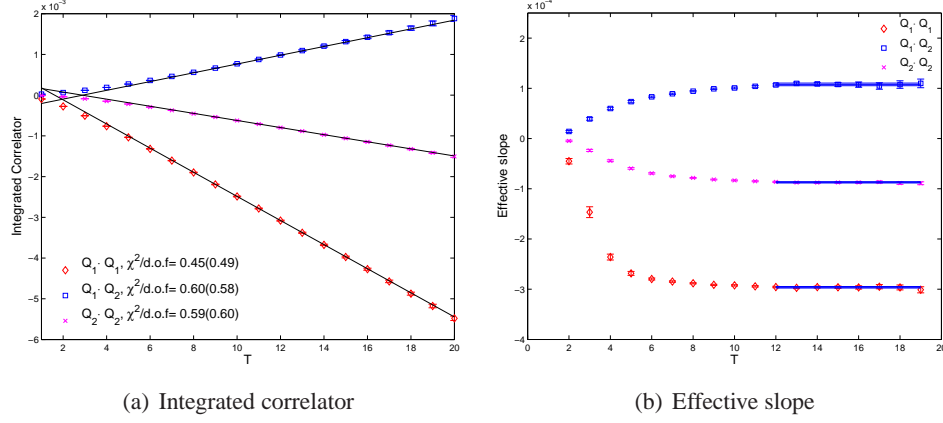 x 10⁻³
2
1
0
−1
−2
−3
−4
−5
−6
Integrated Correlator
Q₁· Q₁, χ²/d.o.f= 0.45(0.49)
Q₁· Q₂, χ²/d.o.f= 0.60(0.58)
Q₂· Q₂, χ²/d.o.f= 0.59(0.60)
2 4 6 8 10 12 14 16 18 20
T
(a) Integrated correlator
x 10⁻⁴
2
1
0
−1
−2
−3
−4
Effective slope
Q₁· Q₁
Q₁· Q₂
Q₂· Q₂
0 2 4 6 8 10 12 14 16 18 20
T
(b) Effective slope